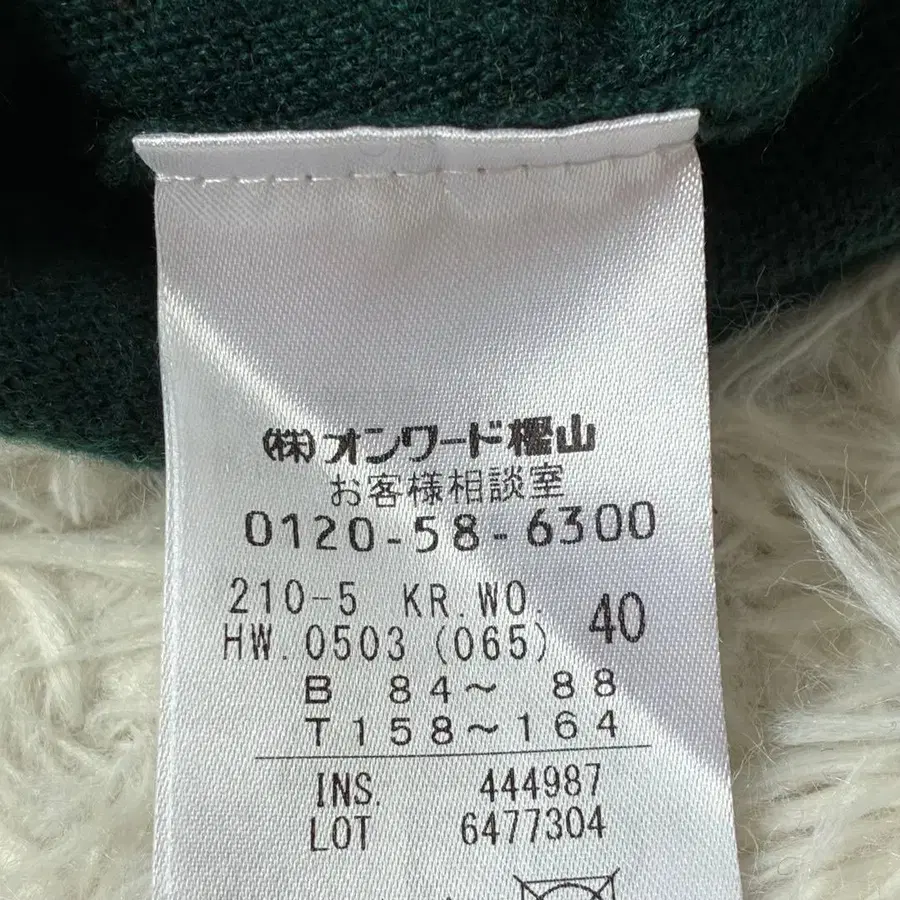 (株)オンワード樫山
お客様相談室
0120-58-6300
210-5 KR.WO. 40
HW.0503 (065)
B 84~ 88
T158~164
INS. 444987
LOT 6477304